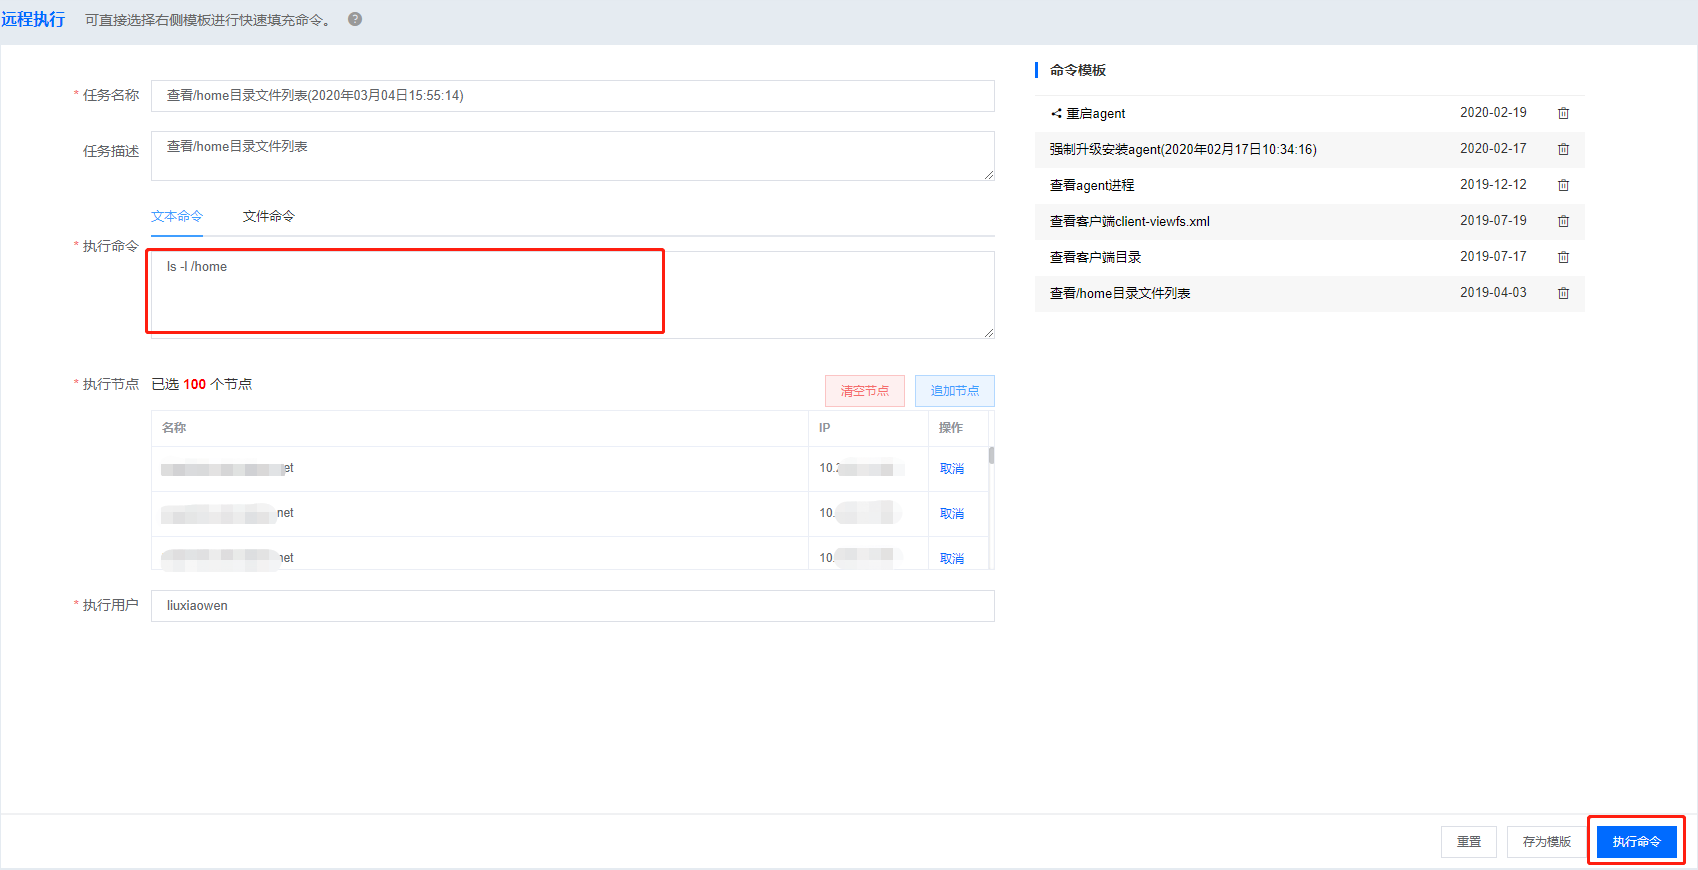 远程执行 可直接选择右侧模板进行快速填充命令。 ?
* 任务名称 查看/home目录文件列表(2020年03月04日15:55:14)
任务描述 查看/home目录文件列表
文本命令 文件命令
* 执行命令
ls -l /home
* 执行节点 已选 100 个节点
清空节点 追加节点
名称 IP 操作
取消
net 10. 取消
取消
* 执行用户 liuxiaowen
命令模板
重启agent 2020-02-19
强制升级安装agent(2020年02月17日10:34:16) 2020-02-17
查看agent进程 2019-12-12
查看客户端client-viewfs.xml 2019-07-19
查看客户端目录 2019-07-17
查看/home目录文件列表 2019-04-03
重置 存为模版 执行命令